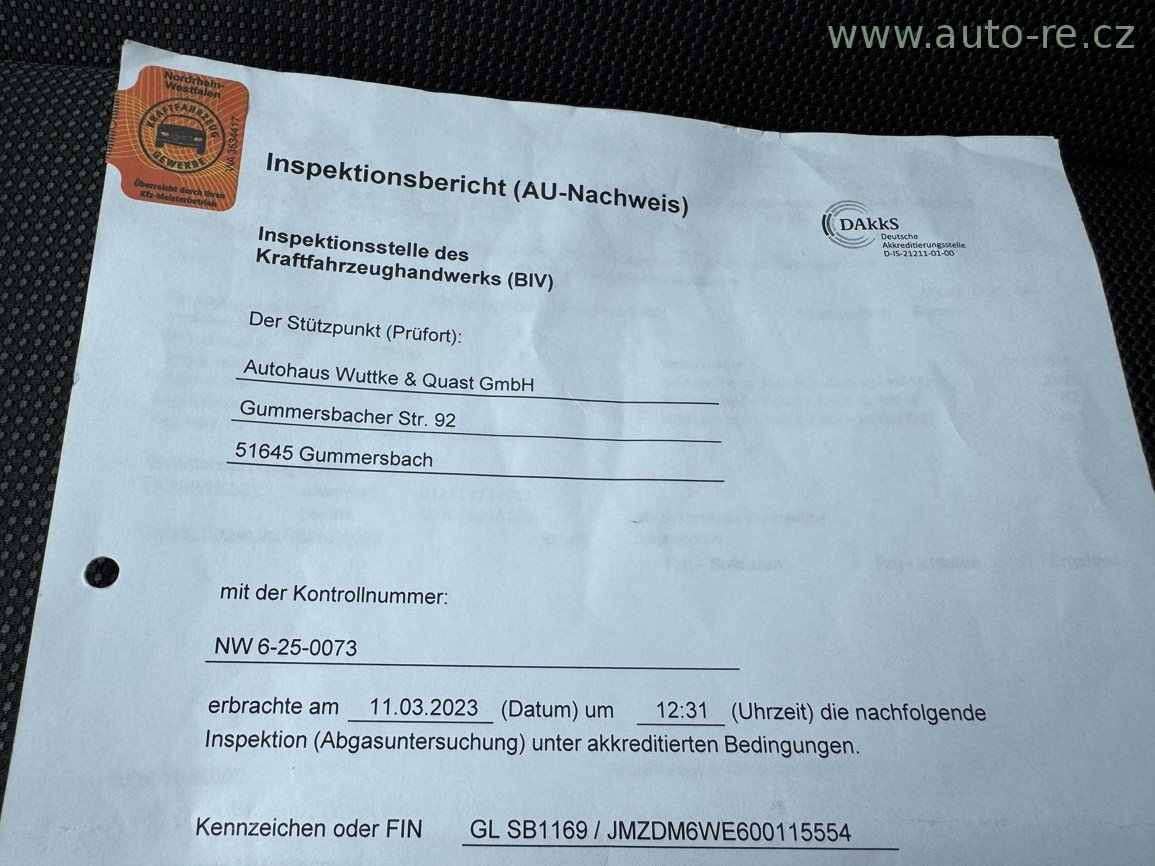 www.auto-re.cz
Nordrhein-
Westfalen
KRAFTFAHRZEUG
GEWERBE
WA 3534417
Überreicht durch Ihren
Kfz-Meisterbetrieb
Inspektionsbericht (AU-Nachweis)
DAkkS
Deutsche
Akkreditierungsstelle
D-IS-21211-01-00
Inspektionsstelle des
Kraftfahrzeughandwerks (BIV)
Der Stützpunkt (Prüfort):
Autohaus Wuttke & Quast GmbH
Gummersbacher Str. 92
51645 Gummersbach
mit der Kontrollnummer:
NW 6-25-0073
erbrachte am 11.03.2023 (Datum) um 12:31 (Uhrzeit) die nachfolgende
Inspektion (Abgasuntersuchung) unter akkreditierten Bedingungen.
Kennzeichen oder FIN GL SB1169 / JMZDM6WE600115554